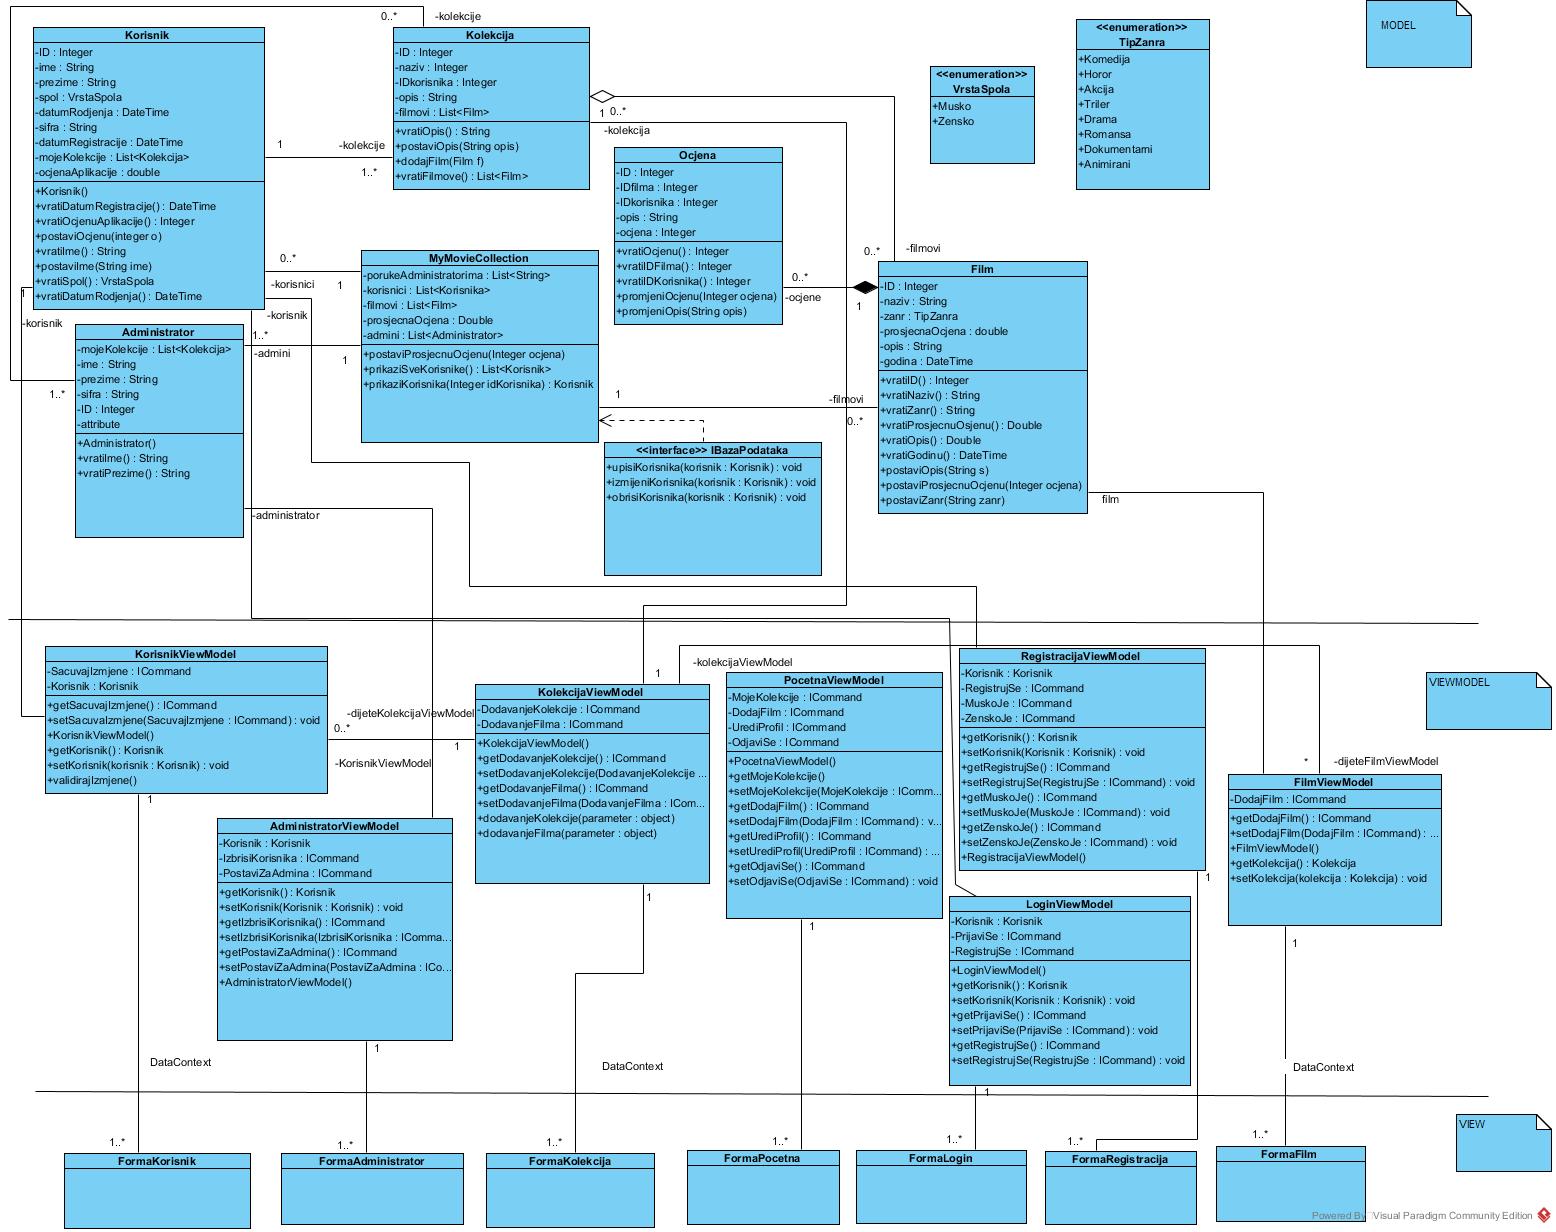 0..*
-kolekcije
Korisnik
-ID : Integer
-ime : String
-prezime : String
-spol : VrstaSpola
-datumRodjenja : DateTime
-sifra : String
-datumRegistracije : DateTime
-mojeKolekcije : List<Kolekcija>
-ocjenaAplikacije : double
+Korisnik()
+vratiDatumRegistracije() : DateTime
+vratiOcjenuAplikacije() : Integer
+postaviOcjenu(integer o)
+vratiIme() : String
+postaviIme(String ime)
+vratiSpol() : VrstaSpola
+vratiDatumRodjenja() : DateTime
1
-kolekcije
1..*
Kolekcija
-ID : Integer
-naziv : Integer
-IDkorisnika : Integer
-opis : String
-filmovi : List<Film>
+vratiOpis() : String
+postaviOpis(String opis)
+dodajFilm(Film f)
+vratiFilmove() : List<Film>
1
0..*
-kolekcija
Ocjena
-ID : Integer
-IDfilma : Integer
-IDkorisnika : Integer
-opis : String
-ocjena : Integer
+vratiOcjenu() : Integer
+vratiIDFilma() : Integer
+vratiIDKorisnika() : Integer
+promjeniOcjenu(Integer ocjena)
+promjeniOpis(String opis)
<<enumeration>>
VrstaSpola
+Musko
+Zensko
<<enumeration>>
TipZanra
+Komedija
+Horor
+Akcija
+Triler
+Drama
+Romansa
+Dokumentarni
+Animirani
MODEL
0..*
-filmovi
0..*
-ocjene
1
Film
-ID : Integer
-naziv : String
-zanr : TipZanra
-prosjecnaOcjena : double
-opis : String
-godina : DateTime
+vratiID() : Integer
+vratiNaziv() : String
+vratiZanr() : String
+vratiProsjecnuOsjenu() : Double
+vratiOpis() : Double
+vratiGodinu() : DateTime
+postaviOpis(String s)
+postaviProsjecnuOcjenu(Integer ocjena)
+postaviZanr(String zanr)
0..*
-korisnici
1
1
-korisnik
-korisnik
MyMovieCollection
-porukeAdministratorima : List<String>
-korisnici : List<Korisnika>
-filmovi : List<Film>
-prosjecnaOcjena : Double
-admini : List<Administrator>
+postaviProsjecnuOcjenu(Integer ocjena)
+prikaziSveKorisnike() : List<Korisnik>
+prikaziKorisnika(Integer idKorisnika) : Korisnik
1..*
-admini
1
1
-filmovi
0..*
Administrator
-mojeKolekcije : List<Kolekcija>
-ime : String
-prezime : String
-sifra : String
-ID : Integer
-attribute
+Administrator()
+vratiIme() : String
+vratiPrezime() : String
1..*
-administrator
<<interface>> IBazaPodataka
+upisiKorisnika(korisnik : Korisnik) : void
+izmijeniKorisnika(korisnik : Korisnik) : void
+obrisiKorisnika(korisnik : Korisnik) : void
film
KorisnikViewModel
-SacuvajIzmjene : ICommand
-Korisnik : Korisnik
+getSacuvajIzmjene() : ICommand
+setSacuvaIzmjene(SacuvajIzmjene : ICommand) : void
+KorisnikViewModel()
+getKorisnik() : Korisnik
+setKorisnik(korisnik : Korisnik) : void
+validirajIzmjene()
1
-dijeteKolekcijaViewModel
0..*
1
-KorisnikViewModel
1
-kolekcijaViewModel
KolekcijaViewModel
-DodavanjeKolekcije : ICommand
-DodavanjeFilma : ICommand
+KolekcijaViewModel()
+getDodavanjeKolekcije() : ICommand
+setDodavanjeKolekcije(DodavanjeKolekcije ...
+getDodavanjeFilma() : ICommand
+setDodavanjeFilma(DodavanjeFilma : ICom...
+dodavanjeKolekcije(parameter : object)
+dodavanjeFilma(parameter : object)
1
PocetnaViewModel
-MojeKolekcije : ICommand
-DodajFilm : ICommand
-UrediProfil : ICommand
-OdjaviSe : ICommand
+PocetnaViewModel()
+getMojeKolekcije()
+setMojeKolekcije(MojeKolekcije : IComm...
+getDodajFilm() : ICommand
+setDodajFilm(DodajFilm : ICommand) : v...
+getUrediProfil() : ICommand
+setUrediProfil(UrediProfil : ICommand) : ...
+getOdjaviSe() : ICommand
+setOdjaviSe(OdjaviSe : ICommand) : void
1
RegistracijaViewModel
-Korisnik : Korisnik
-RegistrujSe : ICommand
-MuskoJe : ICommand
-ZenskoJe : ICommand
+getKorisnik() : Korisnik
+setKorisnik(Korisnik : Korisnik) : void
+getRegistrujSe() : ICommand
+setRegistrujSe(RegistrujSe : ICommand) : void
+getMuskoJe() : ICommand
+setMuskoJe(MuskoJe : ICommand) : void
+getZenskoJe() : ICommand
+setZenskoJe(ZenskoJe : ICommand) : void
+RegistracijaViewModel()
1
VIEWMODEL
*
-dijeteFilmViewModel
FilmViewModel
-DodajFilm : ICommand
+getDodajFilm() : ICommand
+setDodajFilm(DodajFilm : ICommand) : ...
+FilmViewModel()
+getKolekcija() : Kolekcija
+setKolekcija(kolekcija : Kolekcija) : void
1
AdministratorViewModel
-Korisnik : Korisnik
-IzbrisiKorisnika : ICommand
-PostaviZaAdmina : ICommand
+getKorisnik() : Korisnik
+setKorisnik(Korisnik : Korisnik) : void
+getIzbrisiKorisnika() : ICommand
+setIzbrisiKorisnika(IzbrisiKorisnika : IComma...
+getPostaviZaAdmina() : ICommand
+setPostaviZaAdmina(PostaviZaAdmina : ICo...
+AdministratorViewModel()
1
LoginViewModel
-Korisnik : Korisnik
-PrijaviSe : ICommand
-RegistrujSe : ICommand
+LoginViewModel()
+getKorisnik() : Korisnik
+setKorisnik(Korisnik : Korisnik) : void
+getPrijaviSe() : ICommand
+setPrijaviSe(PrijaviSe : ICommand) : void
+getRegistrujSe() : ICommand
+setRegistrujSe(RegistrujSe : ICommand) : void
1
DataContext
DataContext
DataContext
1..*
1..*
1..*
1..*
1..*
1..*
1..*
VIEW
FormaKorisnik
FormaAdministrator
FormaKolekcija
FormaPocetna
FormaLogin
FormaRegistracija
FormaFilm
Powered By Visual Paradigm Community Edition